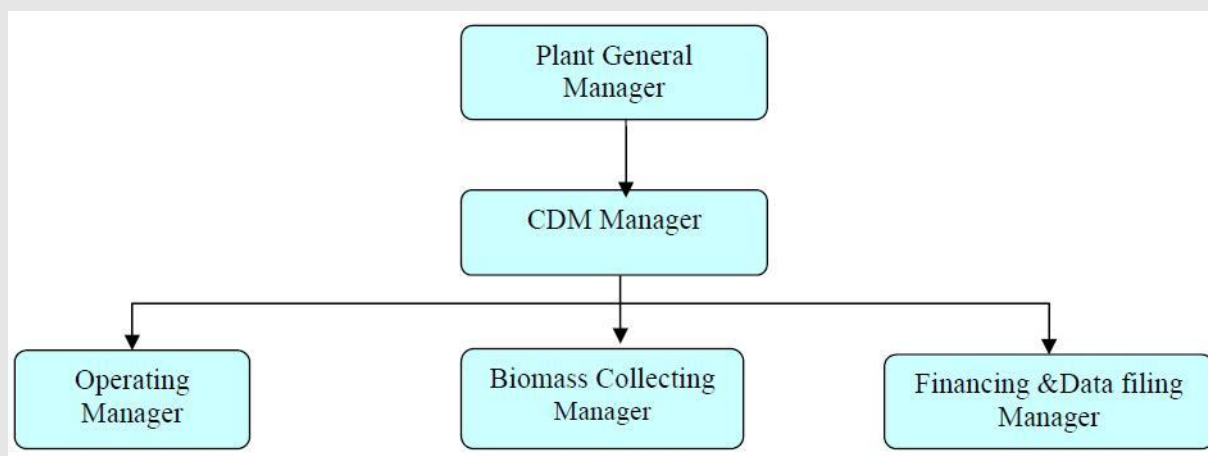 Plant General
Manager
CDM Manager
Operating
Manager
Biomass Collecting
Manager
Financing &Data filing
Manager